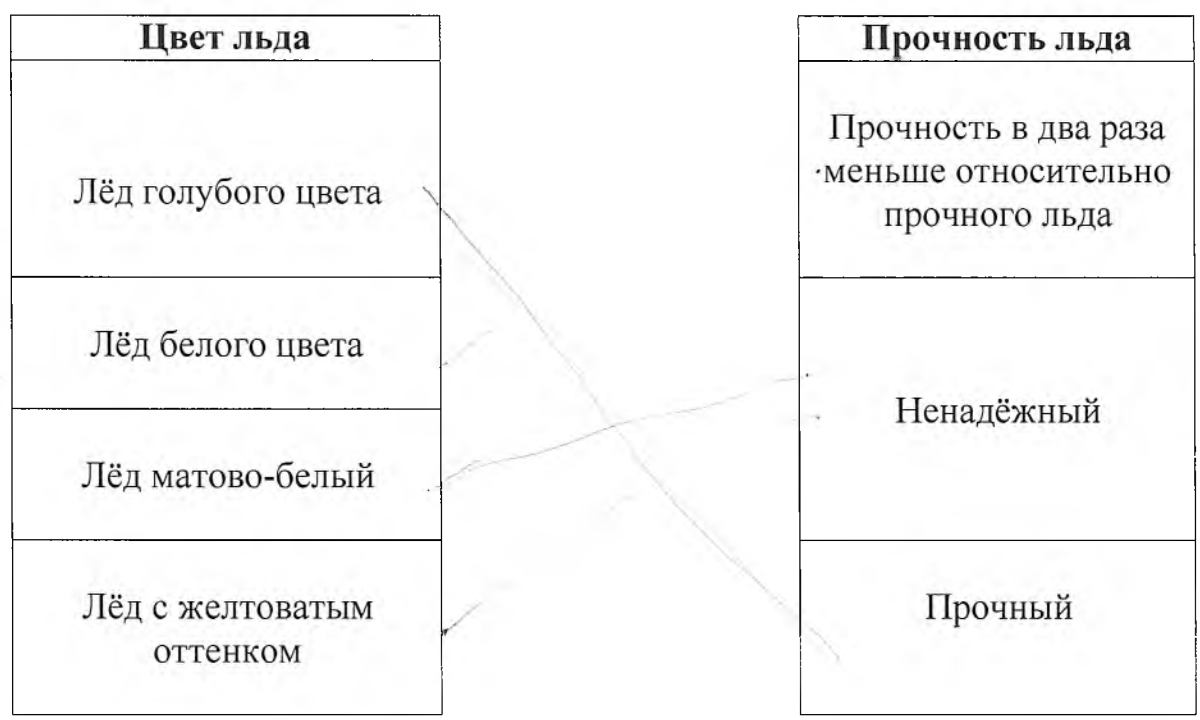 Цвет льда
Лёд голубого цвета
Лёд белого цвета
Лёд матово-белый
Лёд с желтоватым
оттенком
Прочность льда
Прочность в два раза
меньше относительно
прочного льда
Ненадёжный
Прочный